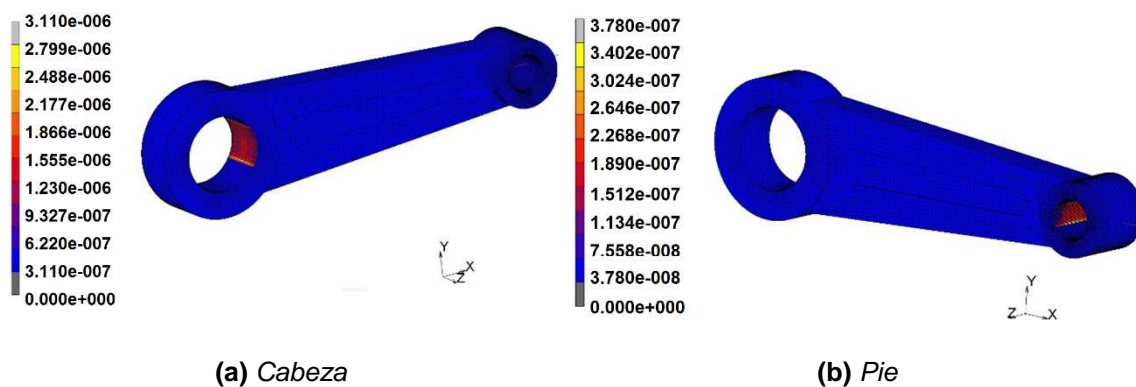 3.110e-006
2.799e-006
2.488e-006
2.177e-006
1.866e-006
1.555e-006
1.230e-006
9.327e-007
6.220e-007
3.110e-007
0.000e+000
Y
X
Z
(a) Cabeza
3.780e-007
3.402e-007
3.024e-007
2.646e-007
2.268e-007
1.890e-007
1.512e-007
1.134e-007
7.558e-008
3.780e-008
0.000e+000
Y
Z
X
(b) Pie